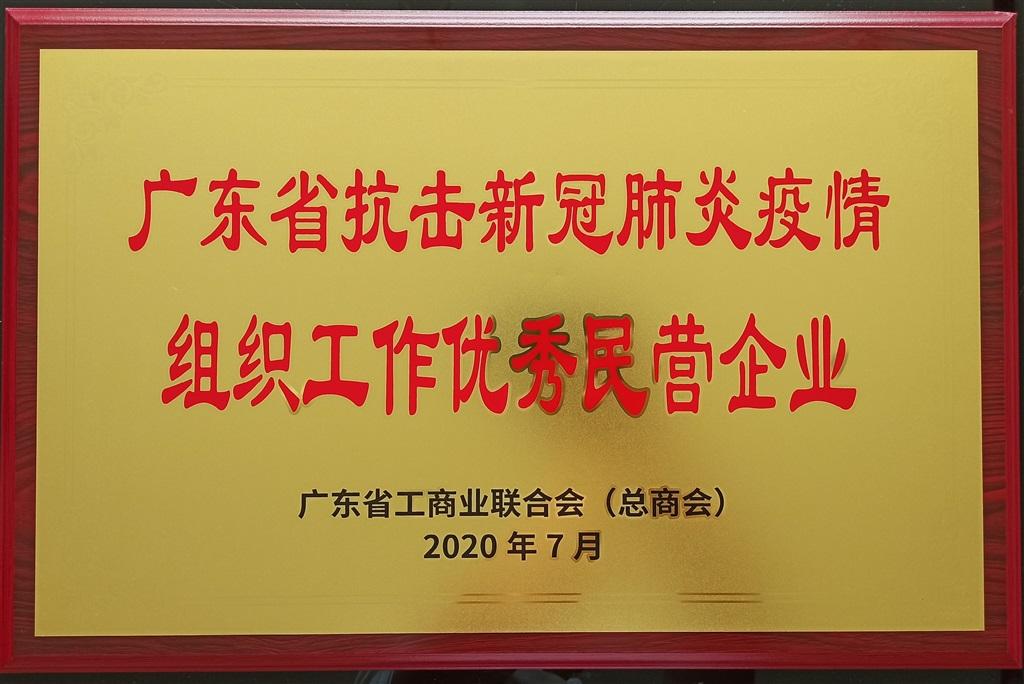 广东省抗击新冠肺炎疫情
组织工作优秀民营企业
广东省工商业联合会（总商会）
2020 年 7 月